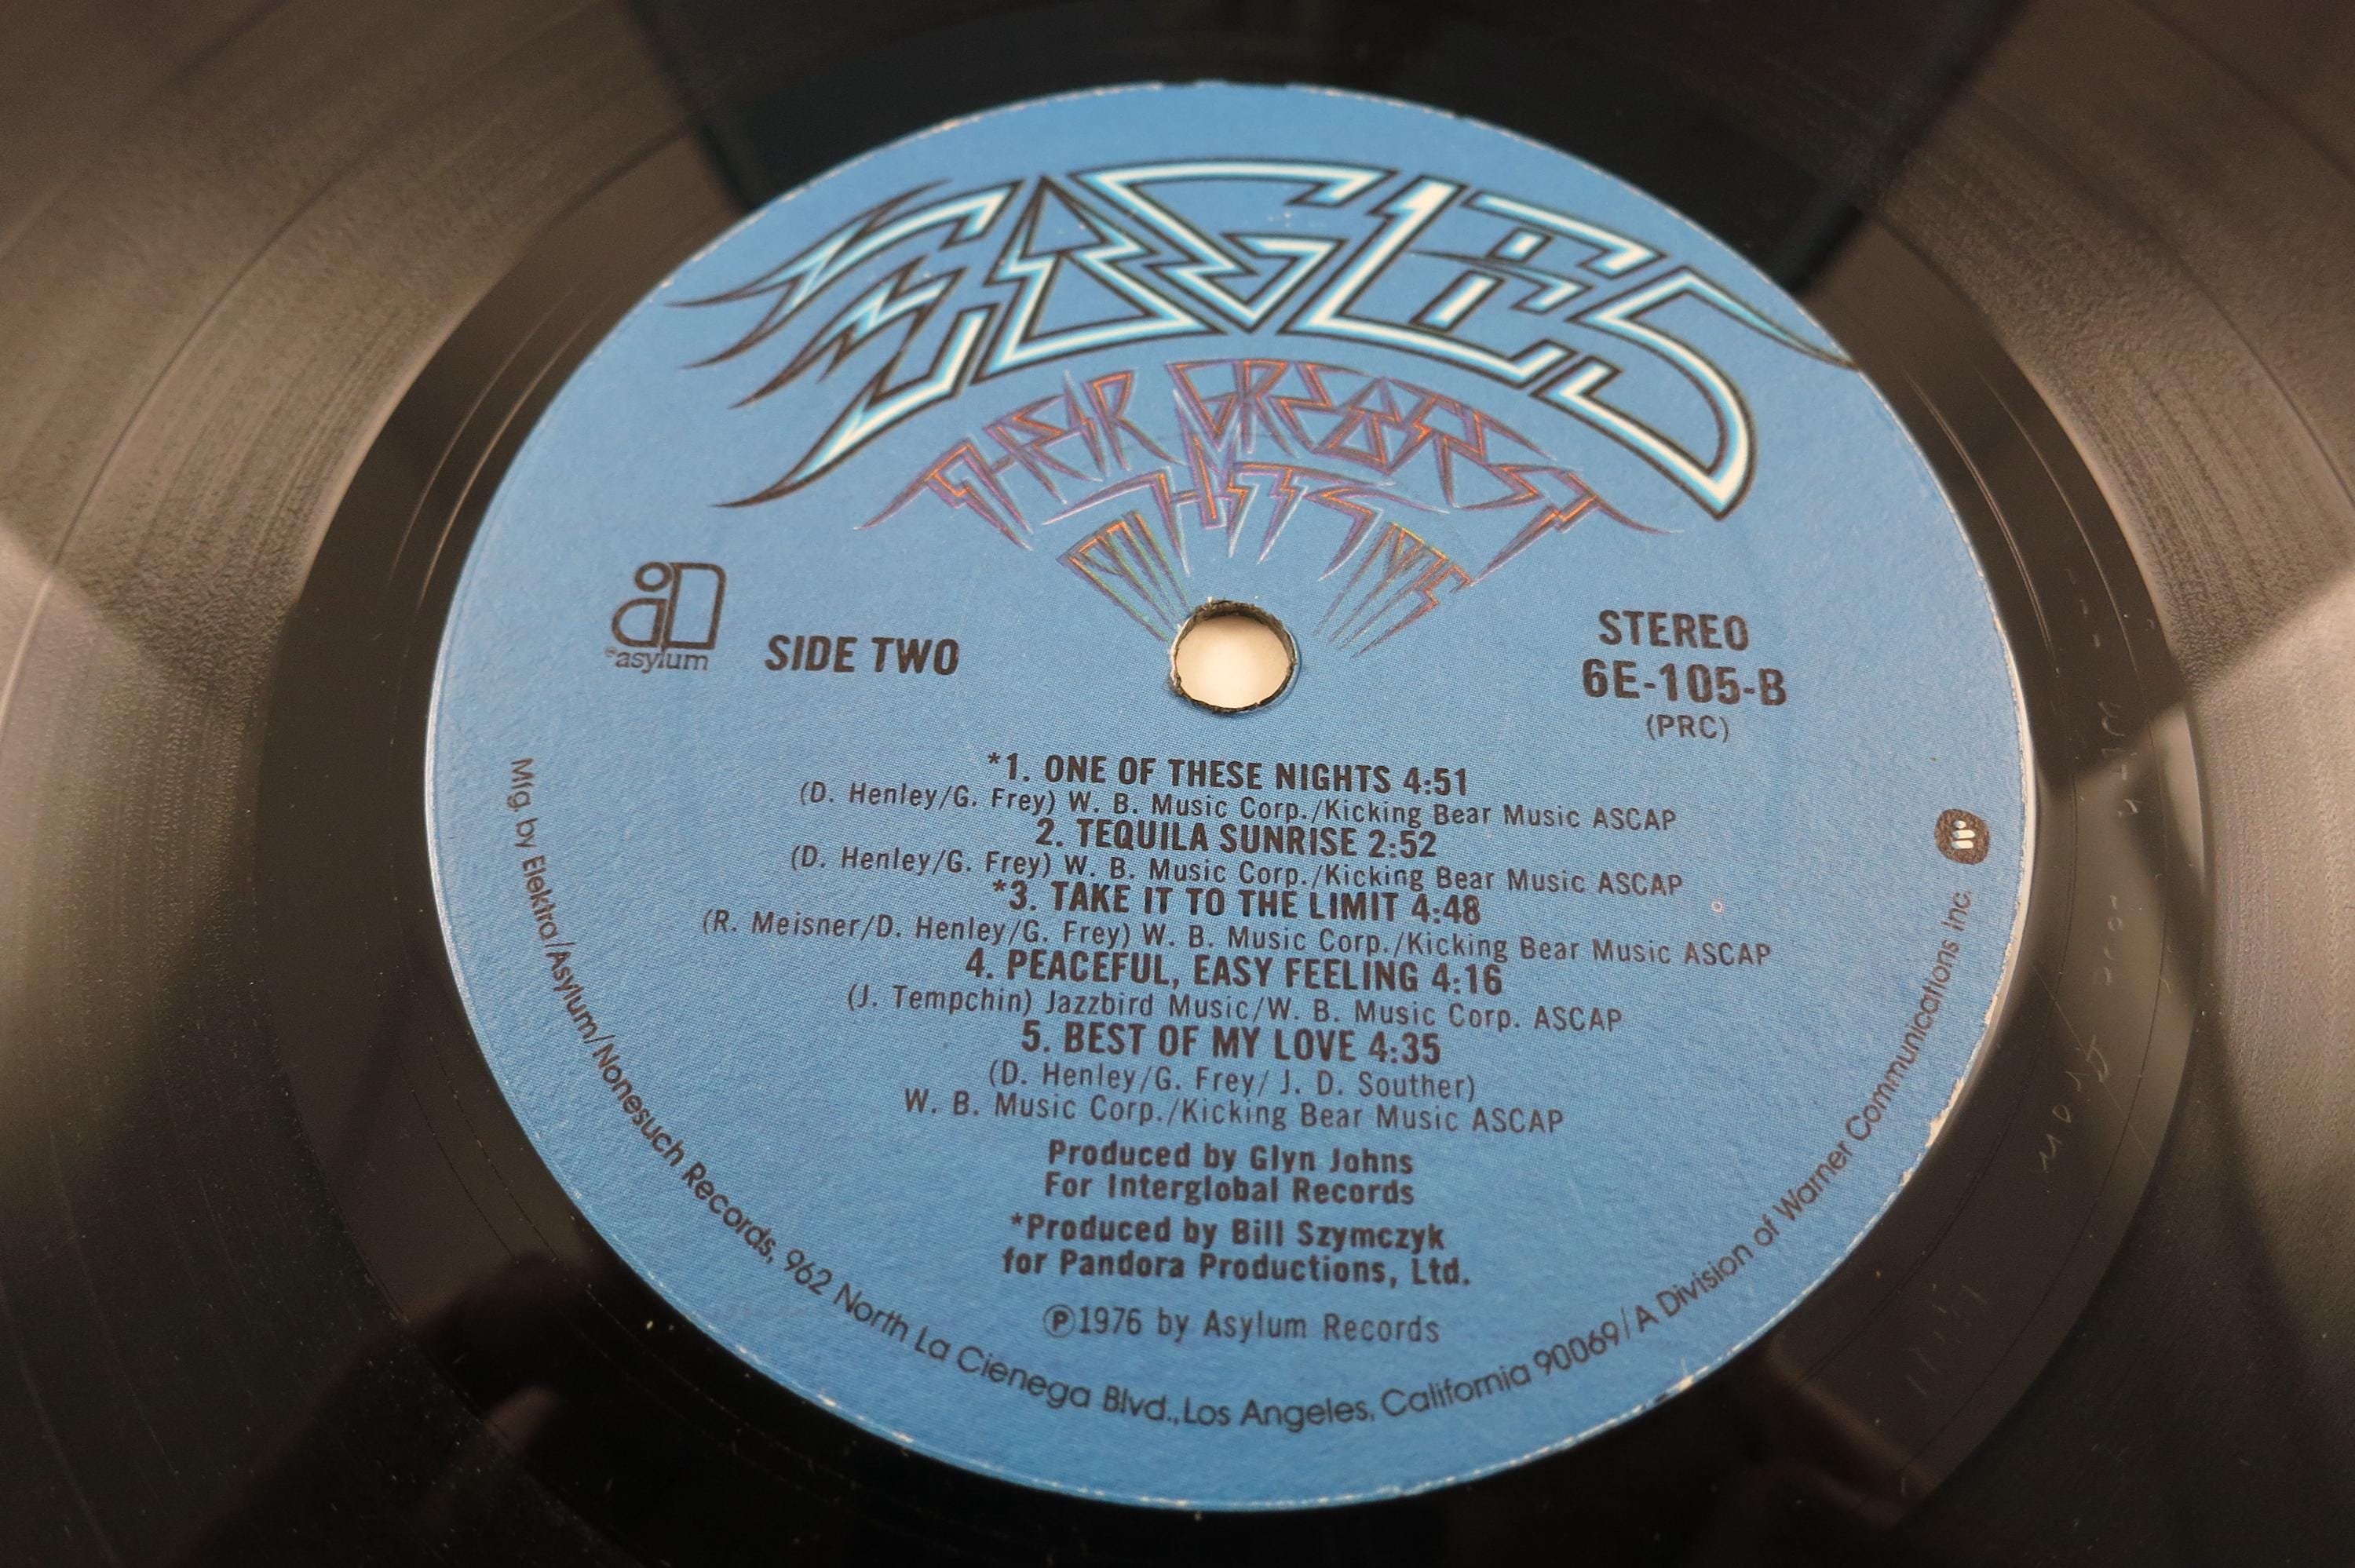 EAGLES
THEIR GREATEST
HITS
asylum
SIDE TWO
STEREO
6E-105-B
(PRC)
*1. ONE OF THESE NIGHTS 4:51
(D. Henley/G. Frey) W. B. Music Corp./Kicking Bear Music ASCAP
2. TEQUILA SUNRISE 2:52
(D. Henley/G. Frey) W. B. Music Corp./Kicking Bear Music ASCAP
*3. TAKE IT TO THE LIMIT 4:48
(R. Meisner/D. Henley/G. Frey) W. B. Music Corp./Kicking Bear Music ASCAP
4. PEACEFUL, EASY FEELING 4:16
(J. Tempchin) Jazzbird Music/W. B. Music Corp. ASCAP
5. BEST OF MY LOVE 4:35
(D. Henley/G. Frey/ J. D. Souther)
W. B. Music Corp./Kicking Bear Music ASCAP
Produced by Glyn Johns
For Interglobal Records
*Produced by Bill Szymczyk
for Pandora Productions, Ltd.
℗1976 by Asylum Records
Mfg by Elektra/Asylum/Nonesuch Records, 962 North La Cienega Blvd., Los Angeles, California 90069/A Division of Warner Communications Inc.